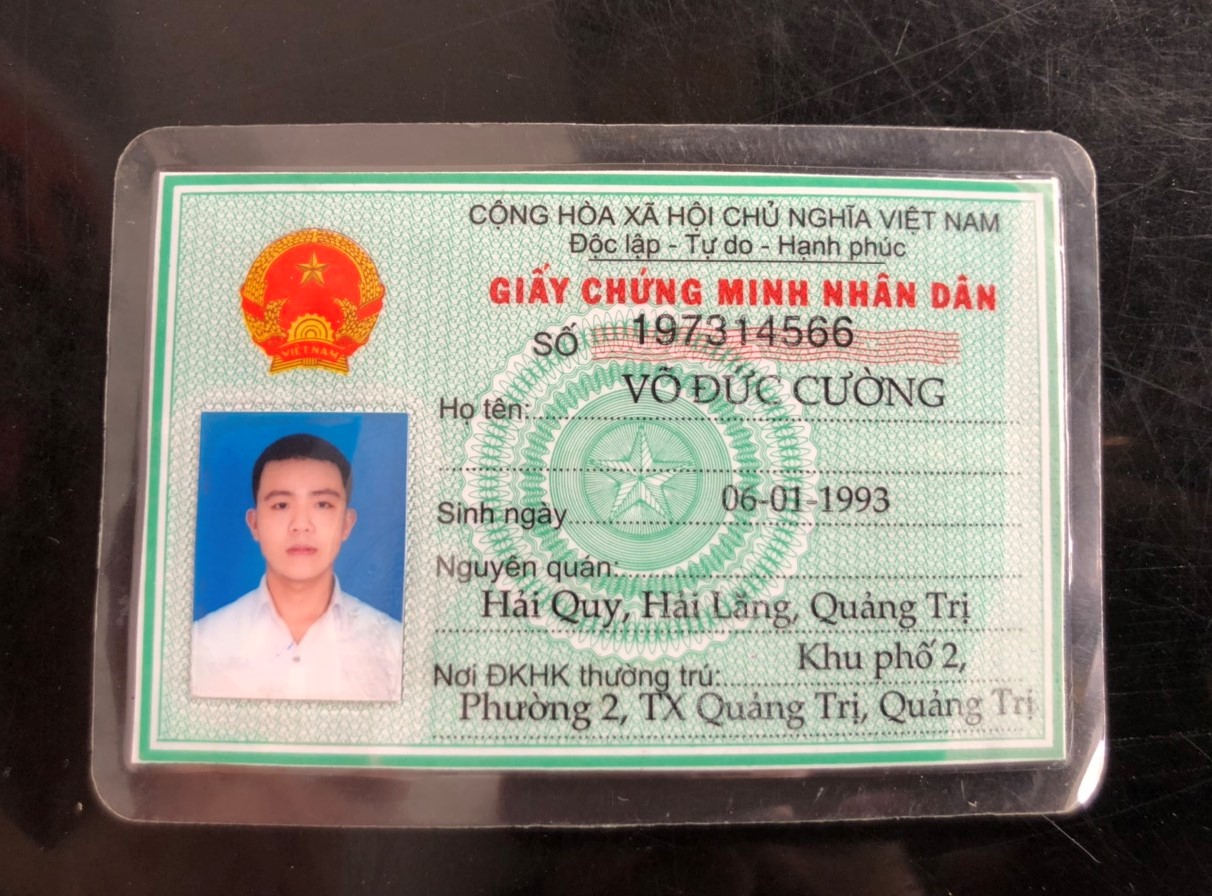 CỘNG HÒA XÃ HỘI CHỦ NGHĨA VIỆT NAM
Độc lập - Tự do - Hạnh phúc
GIẤY CHỨNG MINH NHÂN DÂN
SỐ 197314566
VIỆT NAM
Họ tên: VÕ ĐỨC CƯỜNG
Sinh ngày 06-01-1993
Nguyên quán:
Hải Quy, Hải Lăng, Quảng Trị
Nơi ĐKHK thường trú: Khu phố 2,
Phường 2, TX Quảng Trị, Quảng Trị